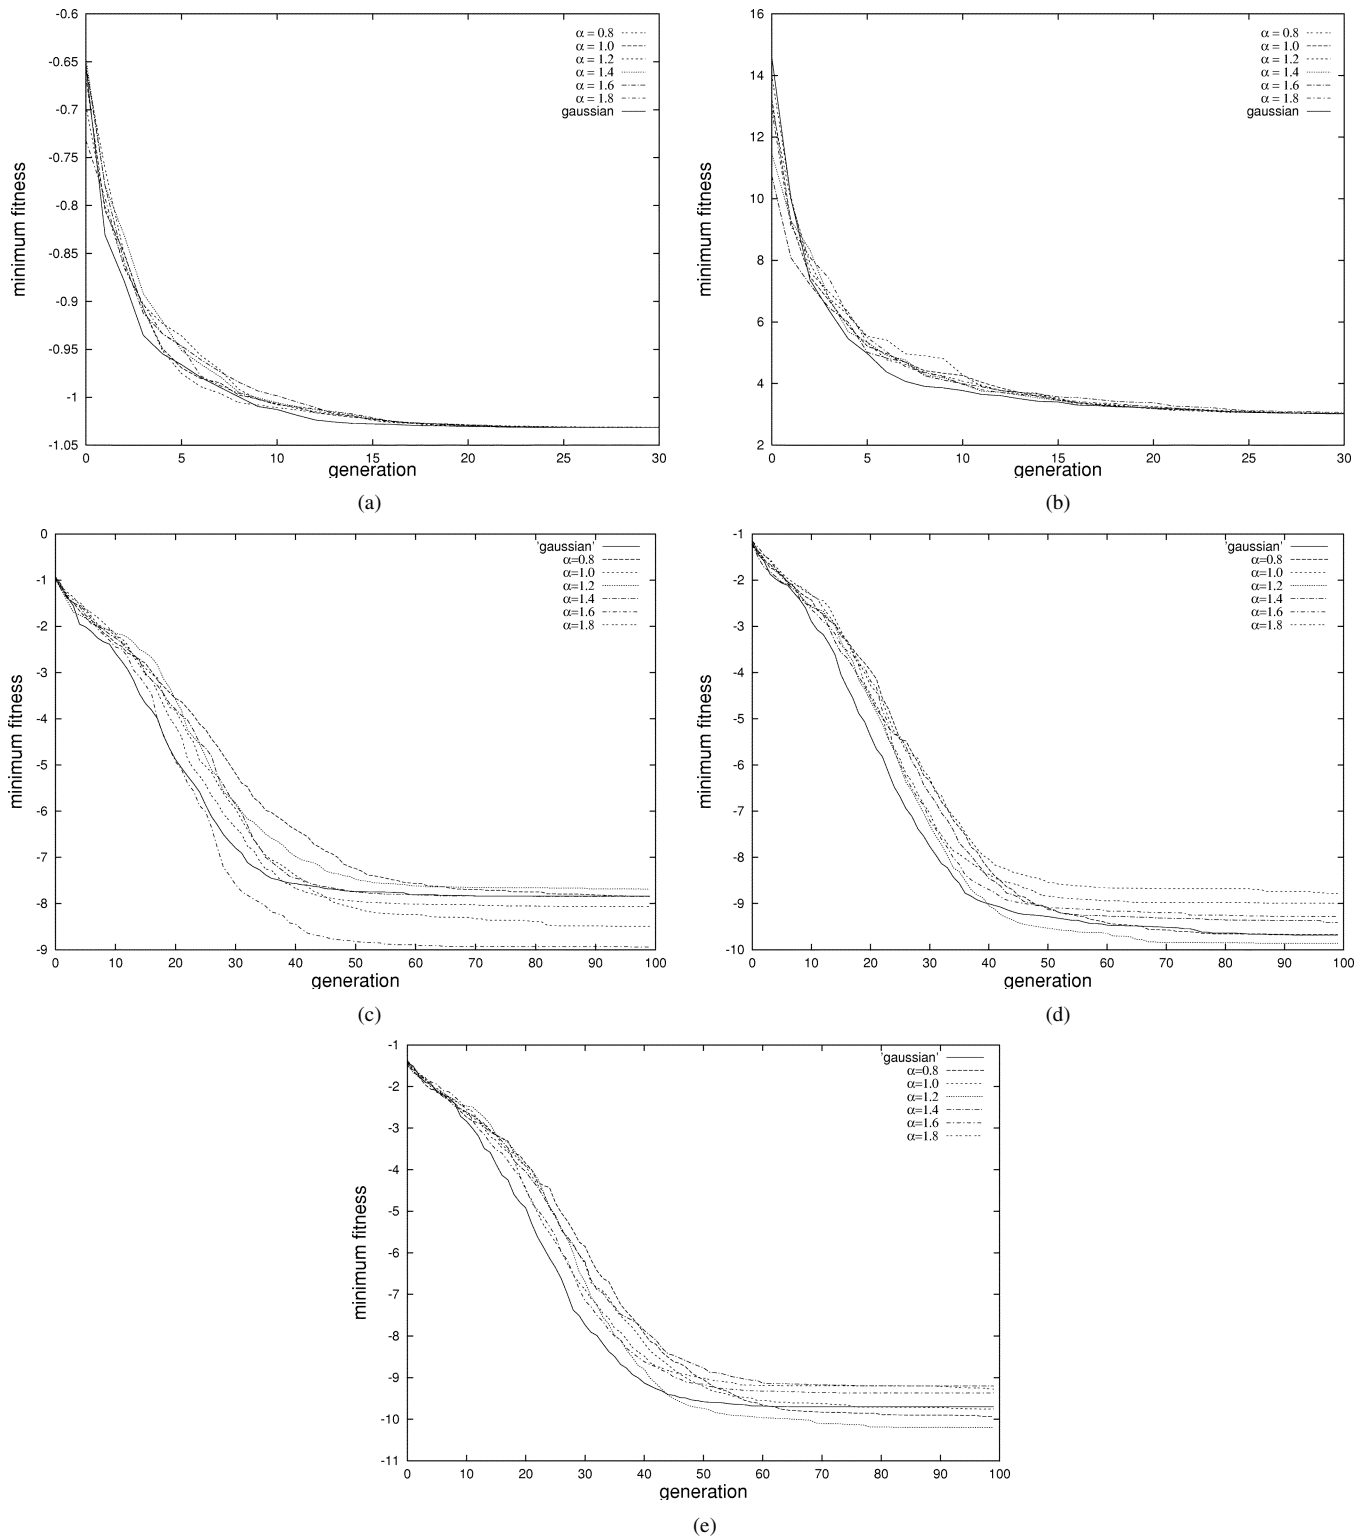 -0.6
-0.65
-0.7
-0.75
-0.8
-0.85
-0.9
-0.95
-1
-1.05
minimum fitness
α = 0.8
α = 1.0
α = 1.2
α = 1.4
α = 1.6
α = 1.8
gaussian
0 5 10 15 20 25 30
generation
(a)
16
14
12
10
8
6
4
2
minimum fitness
α = 0.8
α = 1.0
α = 1.2
α = 1.4
α = 1.6
α = 1.8
gaussian
0 5 10 15 20 25 30
generation
(b)
0
-1
-2
-3
-4
-5
-6
-7
-8
-9
minimum fitness
'gaussian'
α=0.8
α=1.0
α=1.2
α=1.4
α=1.6
α=1.8
0 10 20 30 40 50 60 70 80 90 100
generation
(c)
-1
-2
-3
-4
-5
-6
-7
-8
-9
-10
minimum fitness
'gaussian'
α=0.8
α=1.0
α=1.2
α=1.4
α=1.6
α=1.8
0 10 20 30 40 50 60 70 80 90 100
generation
(d)
-1
-2
-3
-4
-5
-6
-7
-8
-9
-10
-11
minimum fitness
'gaussian'
α=0.8
α=1.0
α=1.2
α=1.4
α=1.6
α=1.8
0 10 20 30 40 50 60 70 80 90 100
generation
(e)